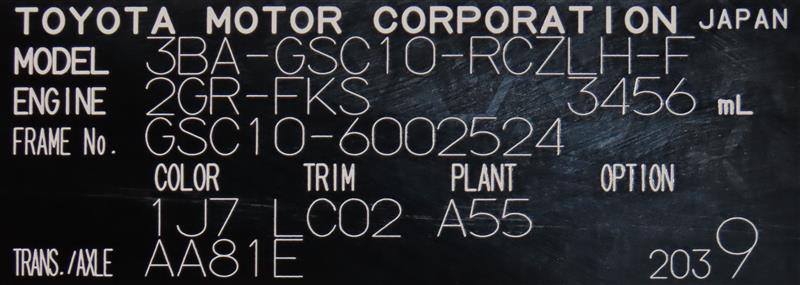 TOYOTA MOTOR CORPORATION JAPAN
MODEL 3BA-GSC10-RCZLH-F
ENGINE 2GR-FKS 3456 mL
FRAME No. GSC10-6002524
COLOR TRIM PLANT OPTION
1J7 LC02 A55
TRANS./AXLE AA81E 2039